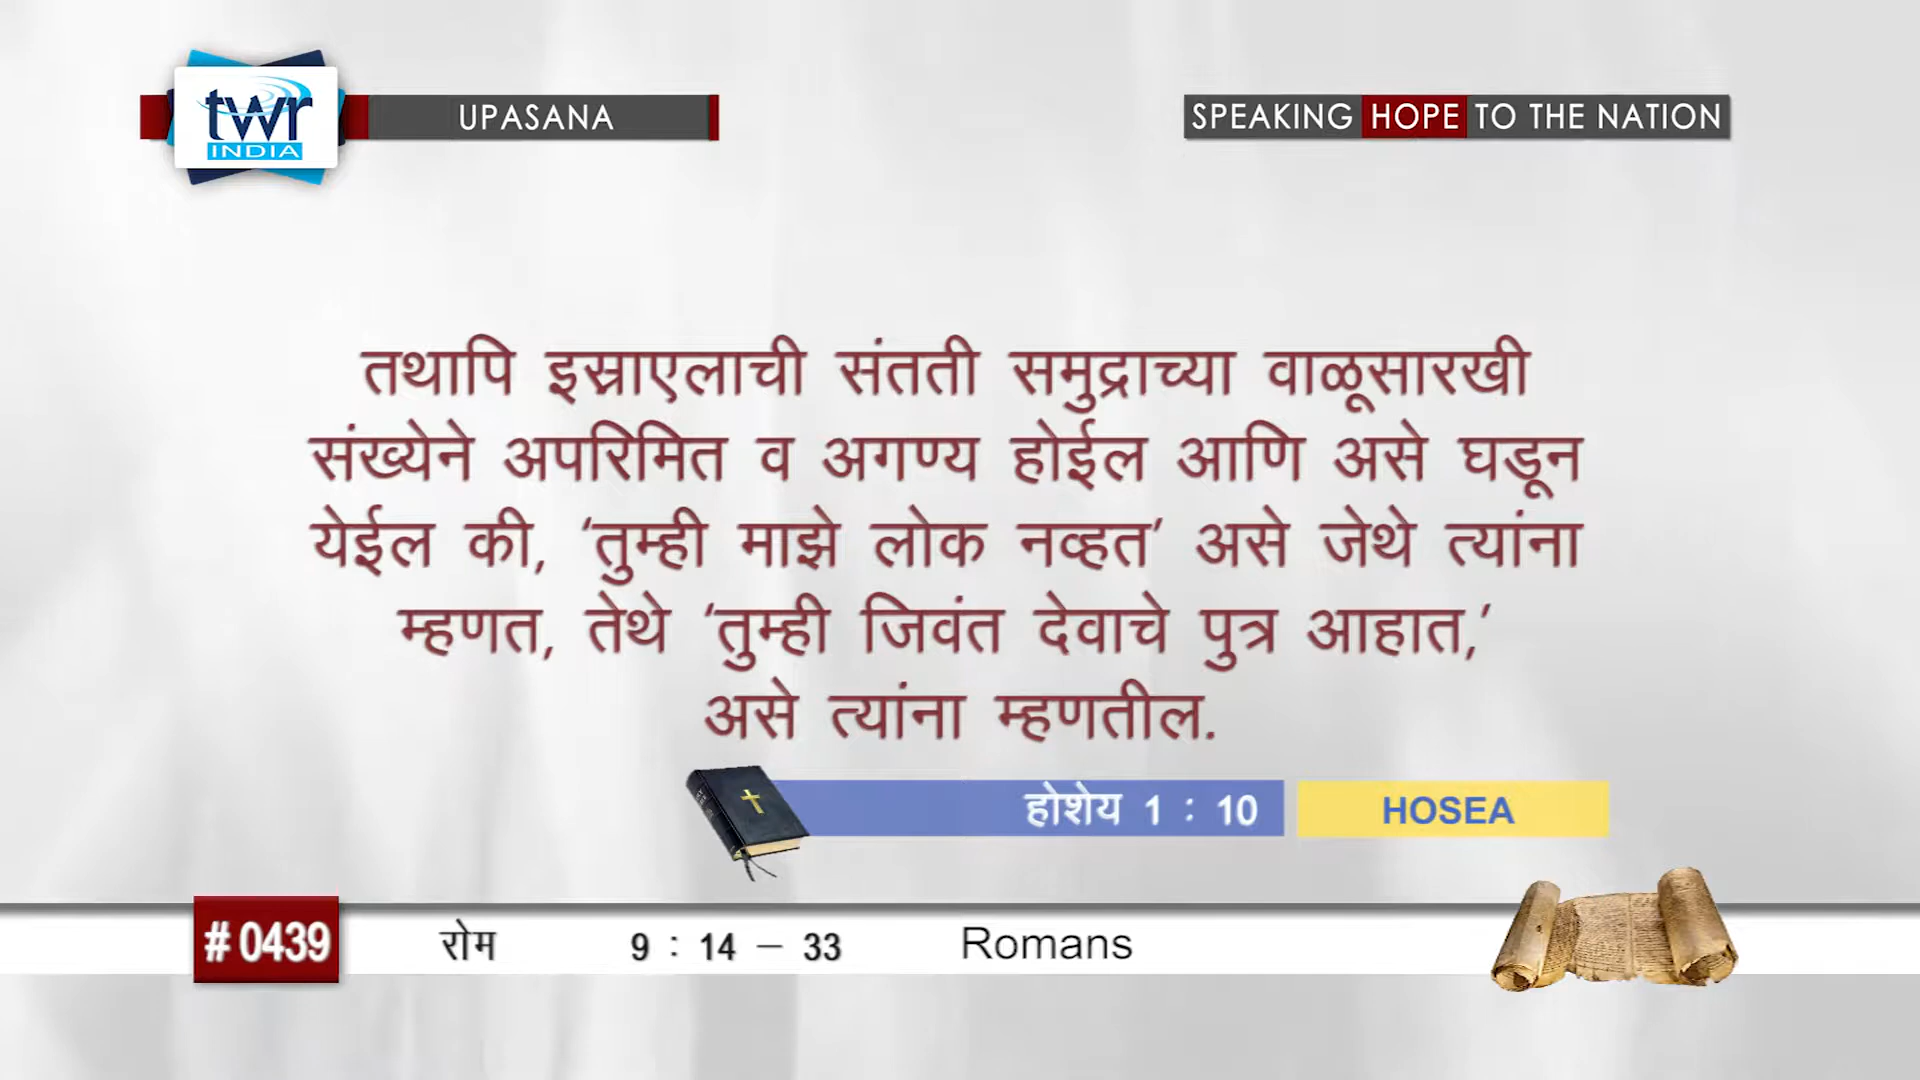 twr
INDIA
UPASANA
SPEAKING HOPE TO THE NATION
तथापि इस्राएलाची संतती समुद्राच्या वाळूसारखी
संख्येने अपरिमित व अगण्य होईल आणि असे घडून
येईल की, ‘तुम्ही माझे लोक नव्हत’ असे जेथे त्यांना
म्हणत, तेथे ‘तुम्ही जिवंत देवाचे पुत्र आहात,’
असे त्यांना म्हणतील.
होशेय 1 : 10
HOSEA
# 0439
रोम 9 : 14 – 33 Romans